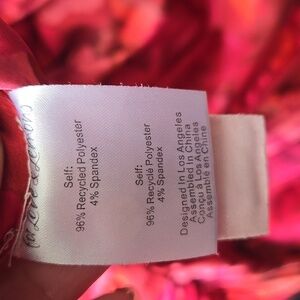 Self:
96% Recycled Polyester
4% Spandex
Self:
96% Recyclé Polyester
4% Spandex
Designed In Los Angeles
Assembled In China
Conçu à Los Angeles
Assemblé en Chine